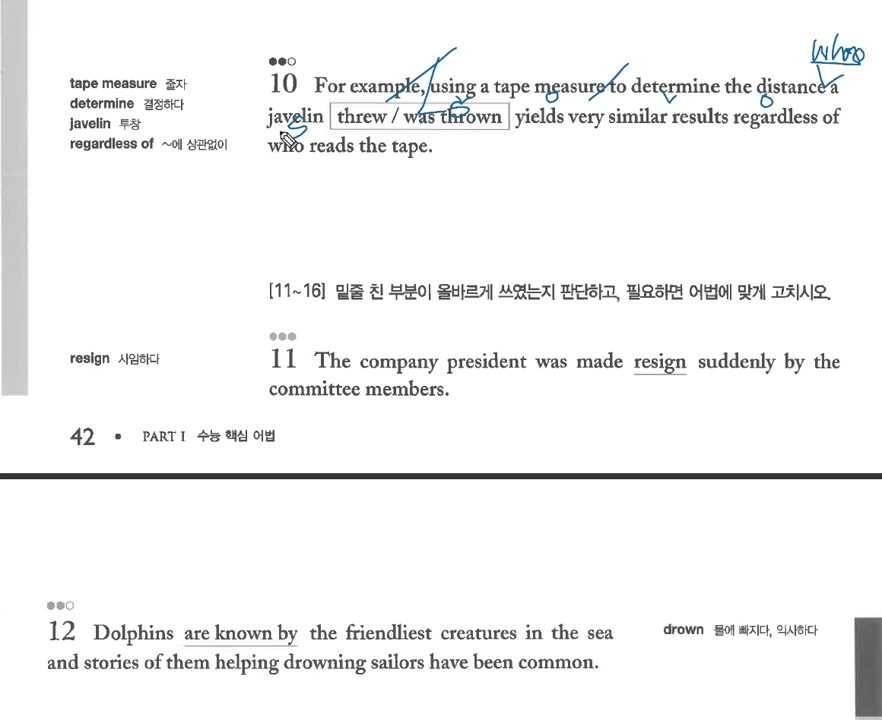 whoo
tape measure 줄자
determine 결정하다
javelin 투창
regardless of ~에 상관없이
10 For example, using a tape measure to determine the distance a
javelin threw / was thrown yields very similar results regardless of
who reads the tape.
[11~16] 밑줄 친 부분이 올바르게 쓰였는지 판단하고, 필요하면 어법에 맞게 고치시오.
resign 사임하다
11 The company president was made resign suddenly by the
committee members.
42 • PART I 수능 핵심 어법
12 Dolphins are known by the friendliest creatures in the sea
and stories of them helping drowning sailors have been common.
drown 물에 빠지다, 익사하다